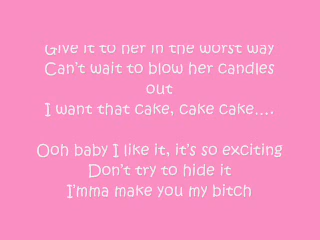 Give it to her in the worst way
Can't wait to blow her candles
out
I want that cake, cake cake....
Ooh baby I like it, it's so exciting
Don't try to hide it
I'mma make you my bitch